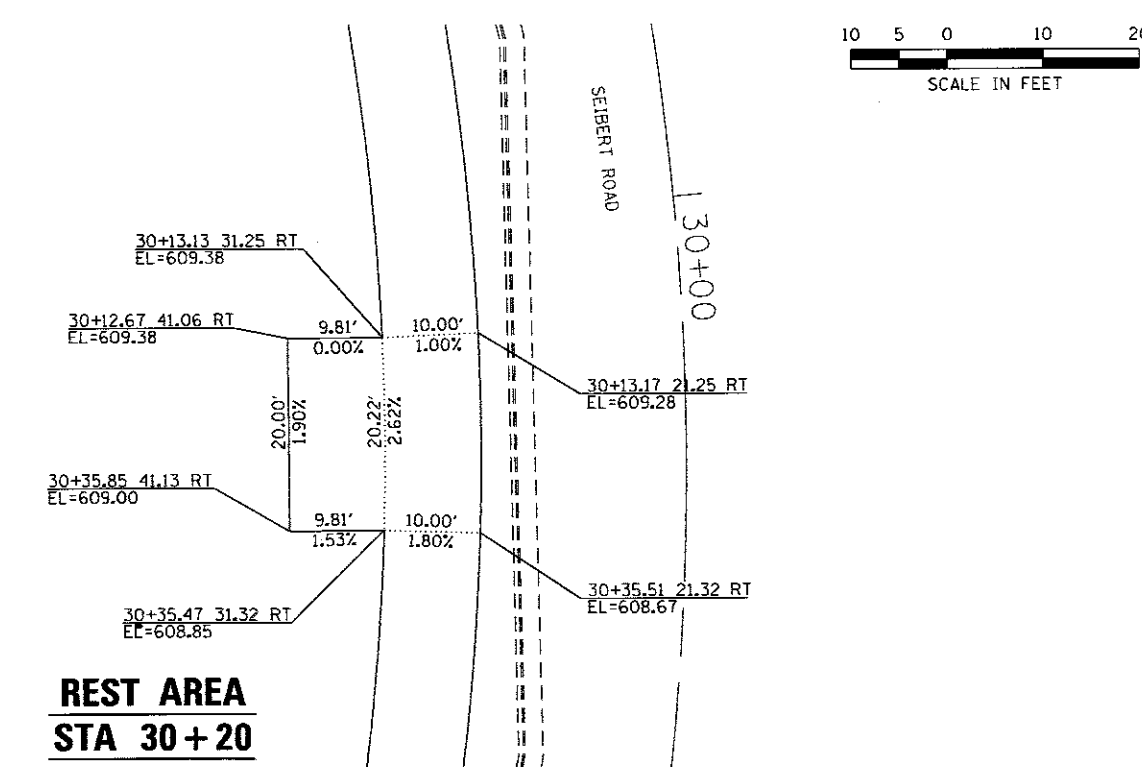 10 5 0 10 20
SCALE IN FEET
SEIBERT ROAD
30+00
30+13.13 31.25 RT
EL=609.38
30+12.67 41.06 RT
EL=609.38
9.81'
0.00%
10.00'
1.00%
30+13.17 21.25 RT
EL=609.28
20.00'
1.90%
20.22'
2.62%
30+35.85 41.13 RT
EL=609.00
9.81'
1.53%
10.00'
1.80%
30+35.51 21.32 RT
EL=608.67
30+35.47 31.32 RT
EL=608.85
REST AREA
STA 30+20